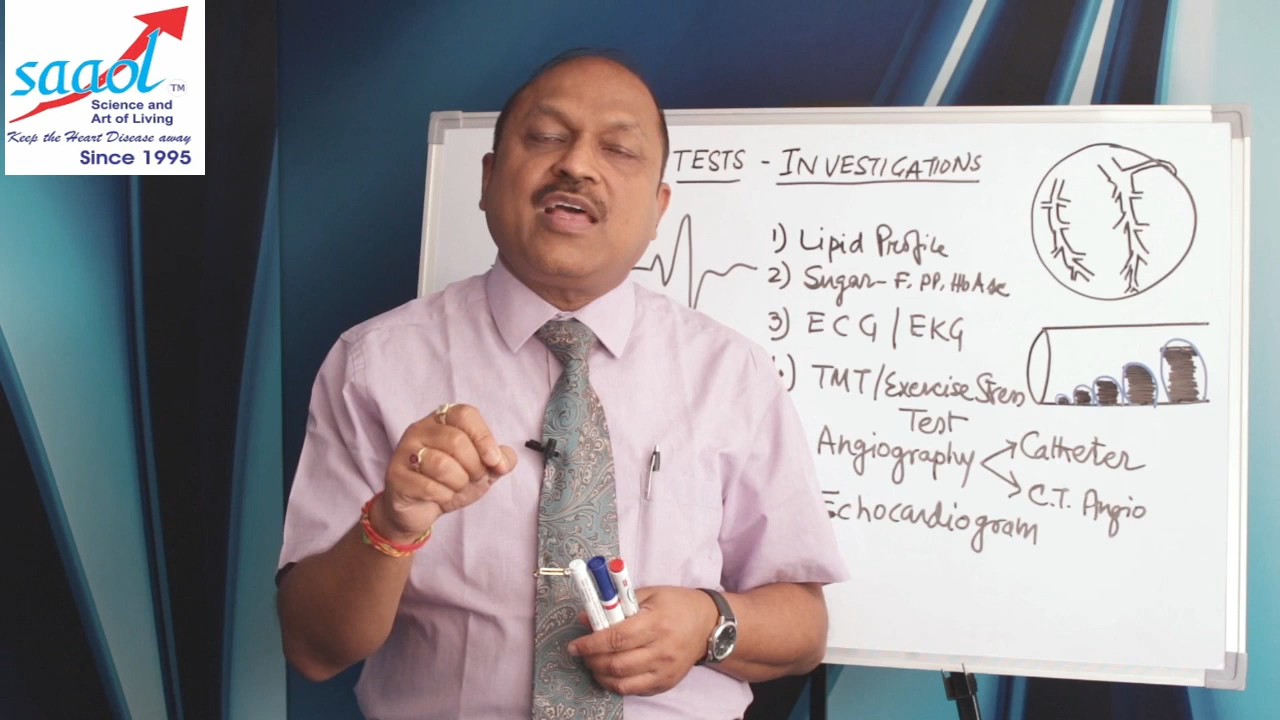 saaol TM
Science and
Art of Living
Keep the Heart Disease away
Since 1995
TESTS - INVESTIGATIONS
1) Lipid Profile
2) Sugar - F, PP,
3) ECG/EKG
) TMT/Exercise Stress
Test
Angiography
Catheter
C.T. Angio
Echocardiogram